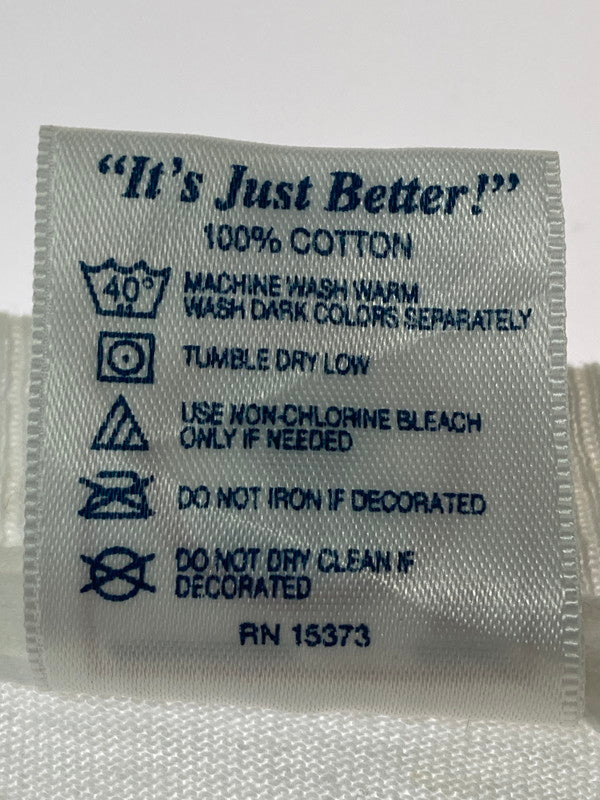 “It’s Just Better!”
100% COTTON
40°
MACHINE WASH WARM
WASH DARK COLORS SEPARATELY
TUMBLE DRY LOW
USE NON-CHLORINE BLEACH
ONLY IF NEEDED
DO NOT IRON IF DECORATED
DO NOT DRY CLEAN IF
DECORATED
RN 15373